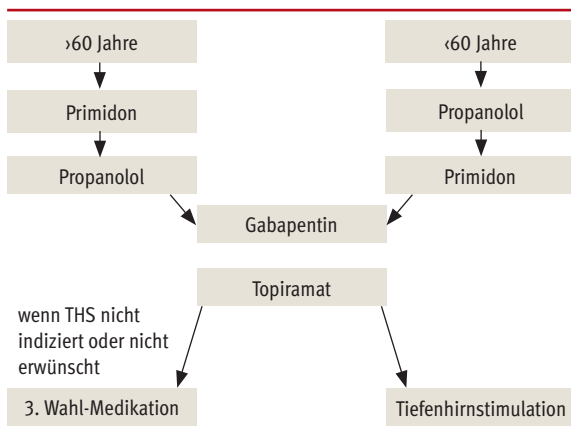 ›60 Jahre
‹60 Jahre
Primidon
Propanolol
Propanolol
Primidon
Gabapentin
Topiramat
wenn THS nicht
indiziert oder nicht
erwünscht
3. Wahl-Medikation
Tiefenhirnstimulation